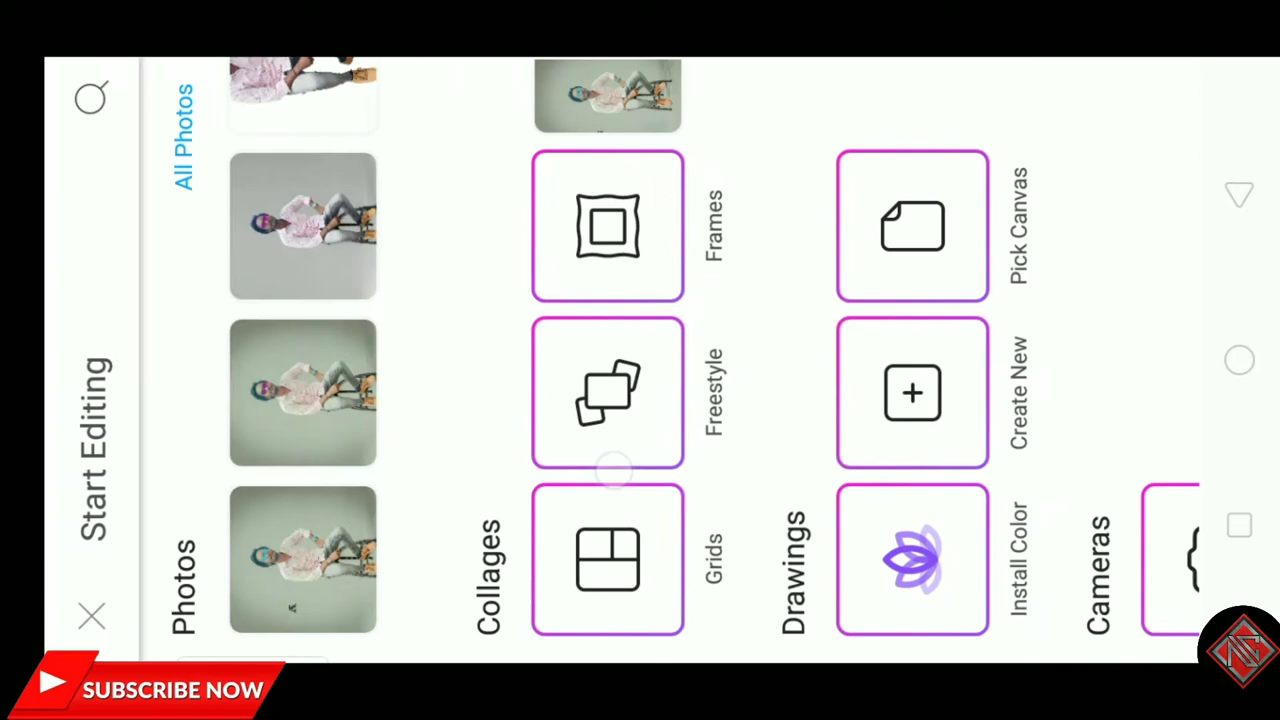 Start Editing
Photos
All Photos
Collages
Grids
Freestyle
Frames
Drawings
Install Color
Create New
Pick Canvas
Cameras
SUBSCRIBE NOW